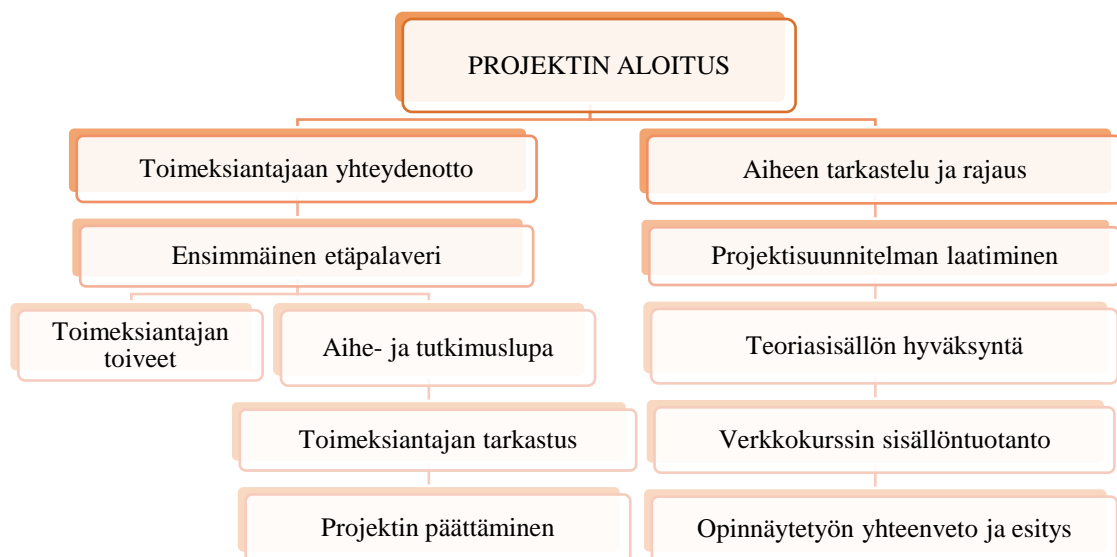 PROJEKTIN ALOITUS
Toimeksiantajaan yhteydenotto
Aiheen tarkastelu ja rajaus
Ensimmäinen etäpalaveri
Projektisuunnitelman laatiminen
Toimeksiantajan
toiveet
Aihe- ja tutkimuslupa
Teoriasisällön hyväksyntä
Toimeksiantajan tarkastus
Verkkokurssin sisällöntuotanto
Projektin päättäminen
Opinnäytetyön yhteenveto ja esitys